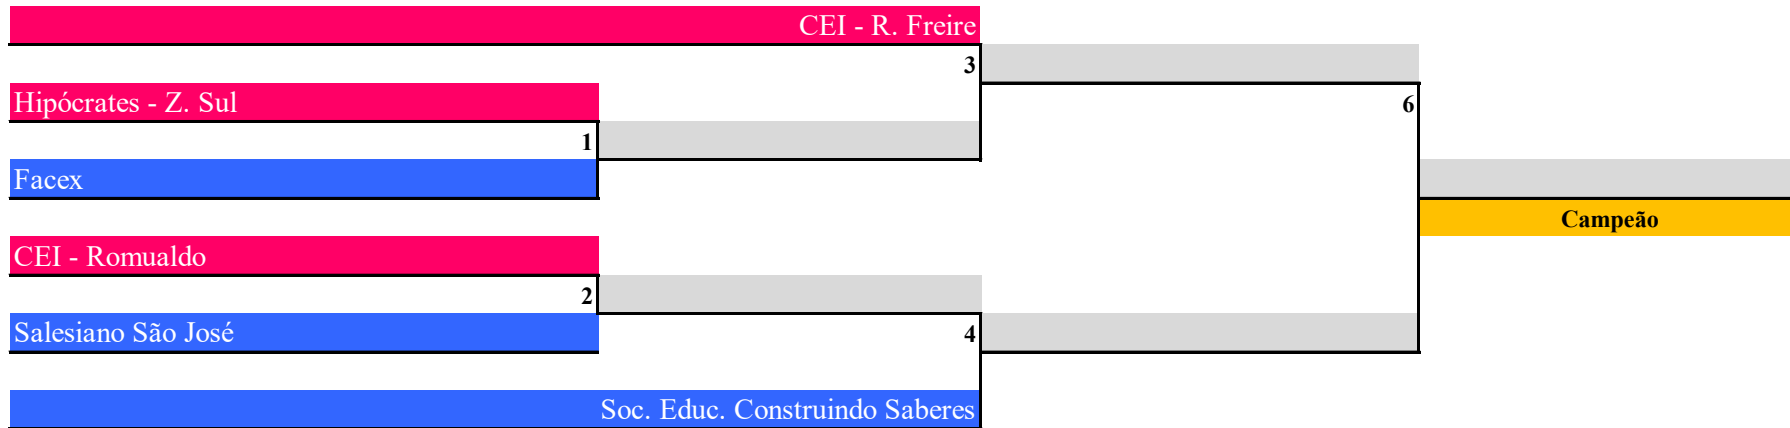 CEI - R. Freire
3
Hipócrates - Z. Sul
6
1
Facex
Campeão
CEI - Romualdo
2
Salesiano São José
4
Soc. Educ. Construindo Saberes